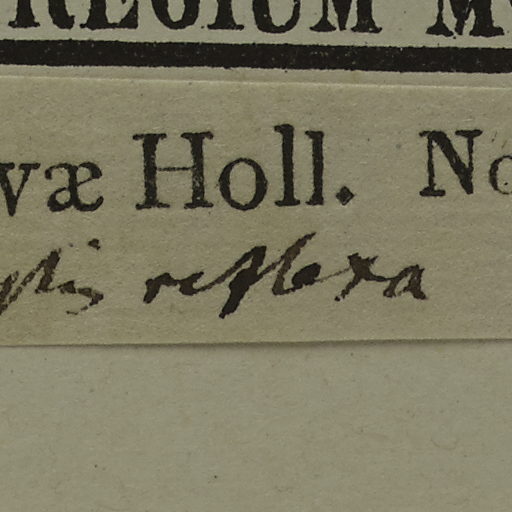 REGIUM M
væ Holl. No
reflexa